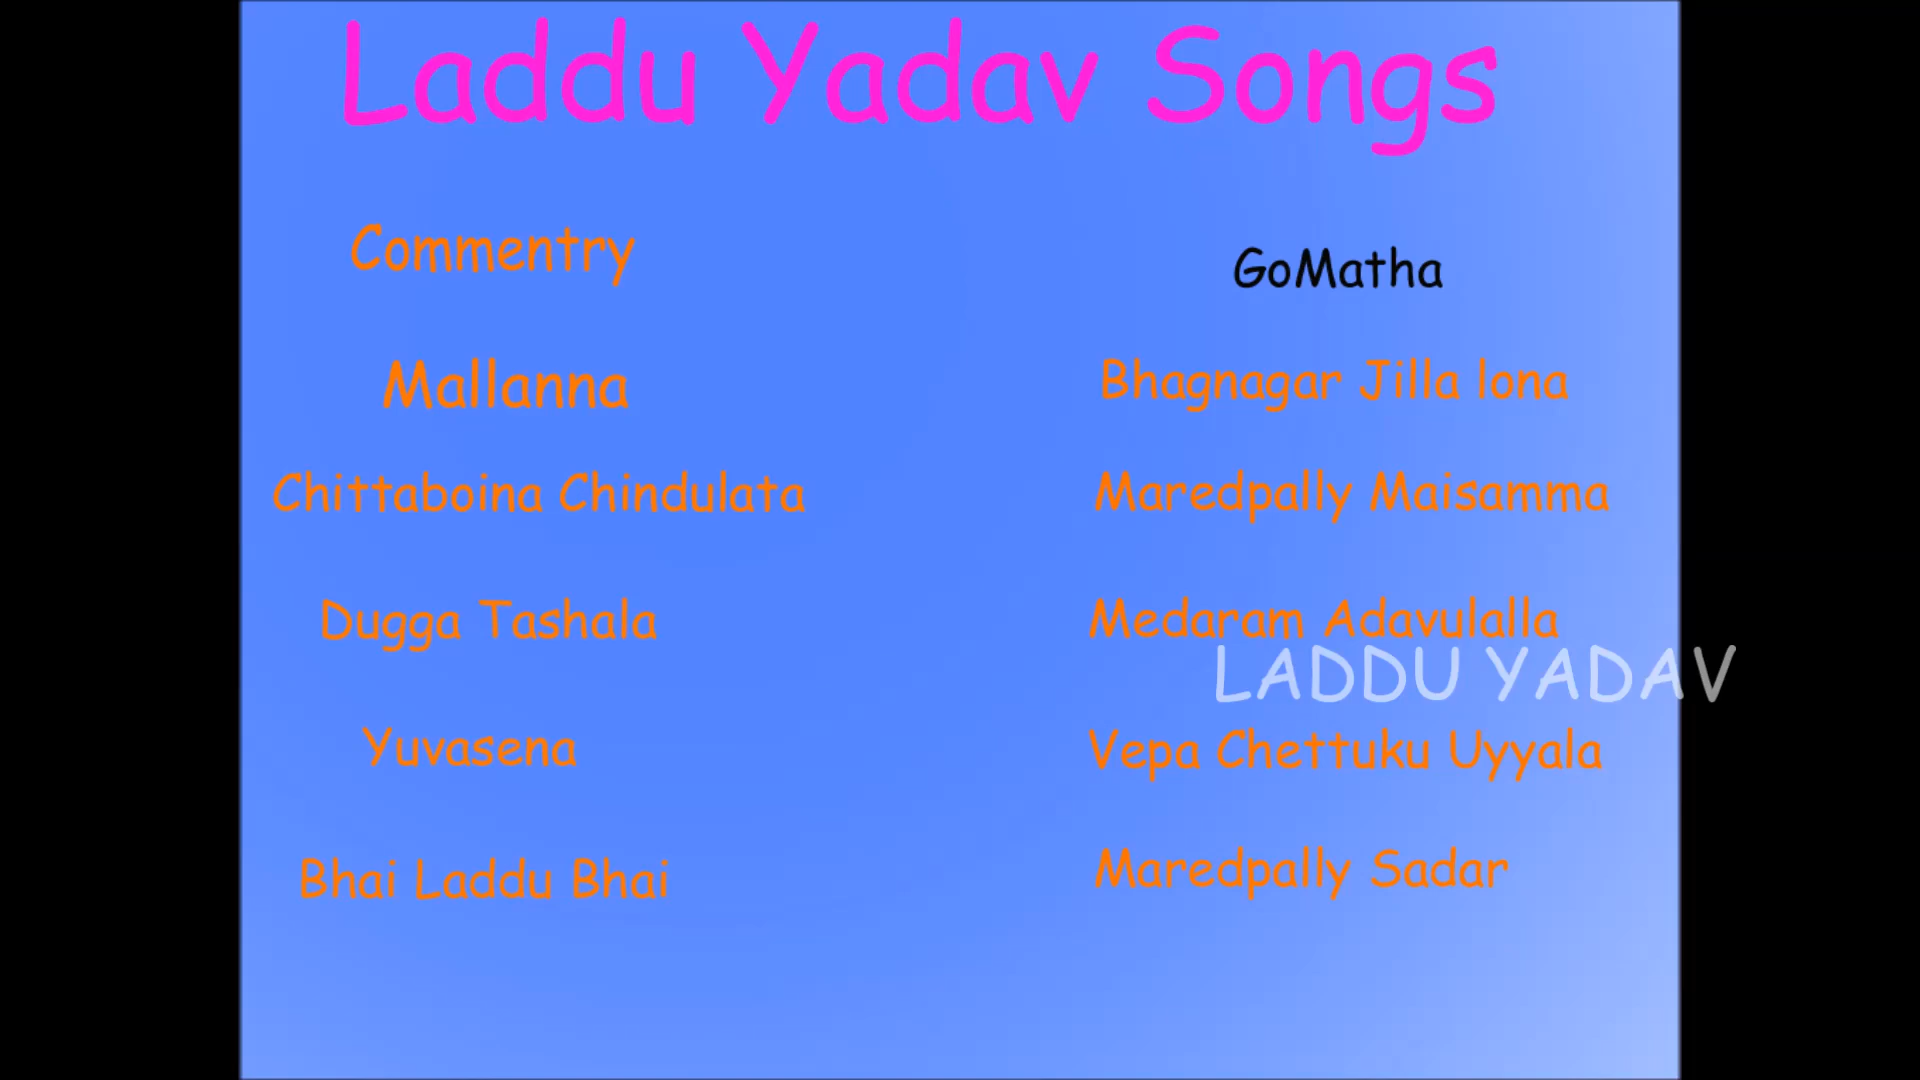 Laddu Yadav Songs
Commentry
Mallanna
Chittaboina Chindulata
Dugga Tashala
Yuvasena
Bhai Laddu Bhai
GoMatha
Bhagnagar Jilla lona
Maredpally Maisamma
Medaram Adavulalla
LADDU YADAV
Vepa Chettuku Uyyala
Maredpally Sadar